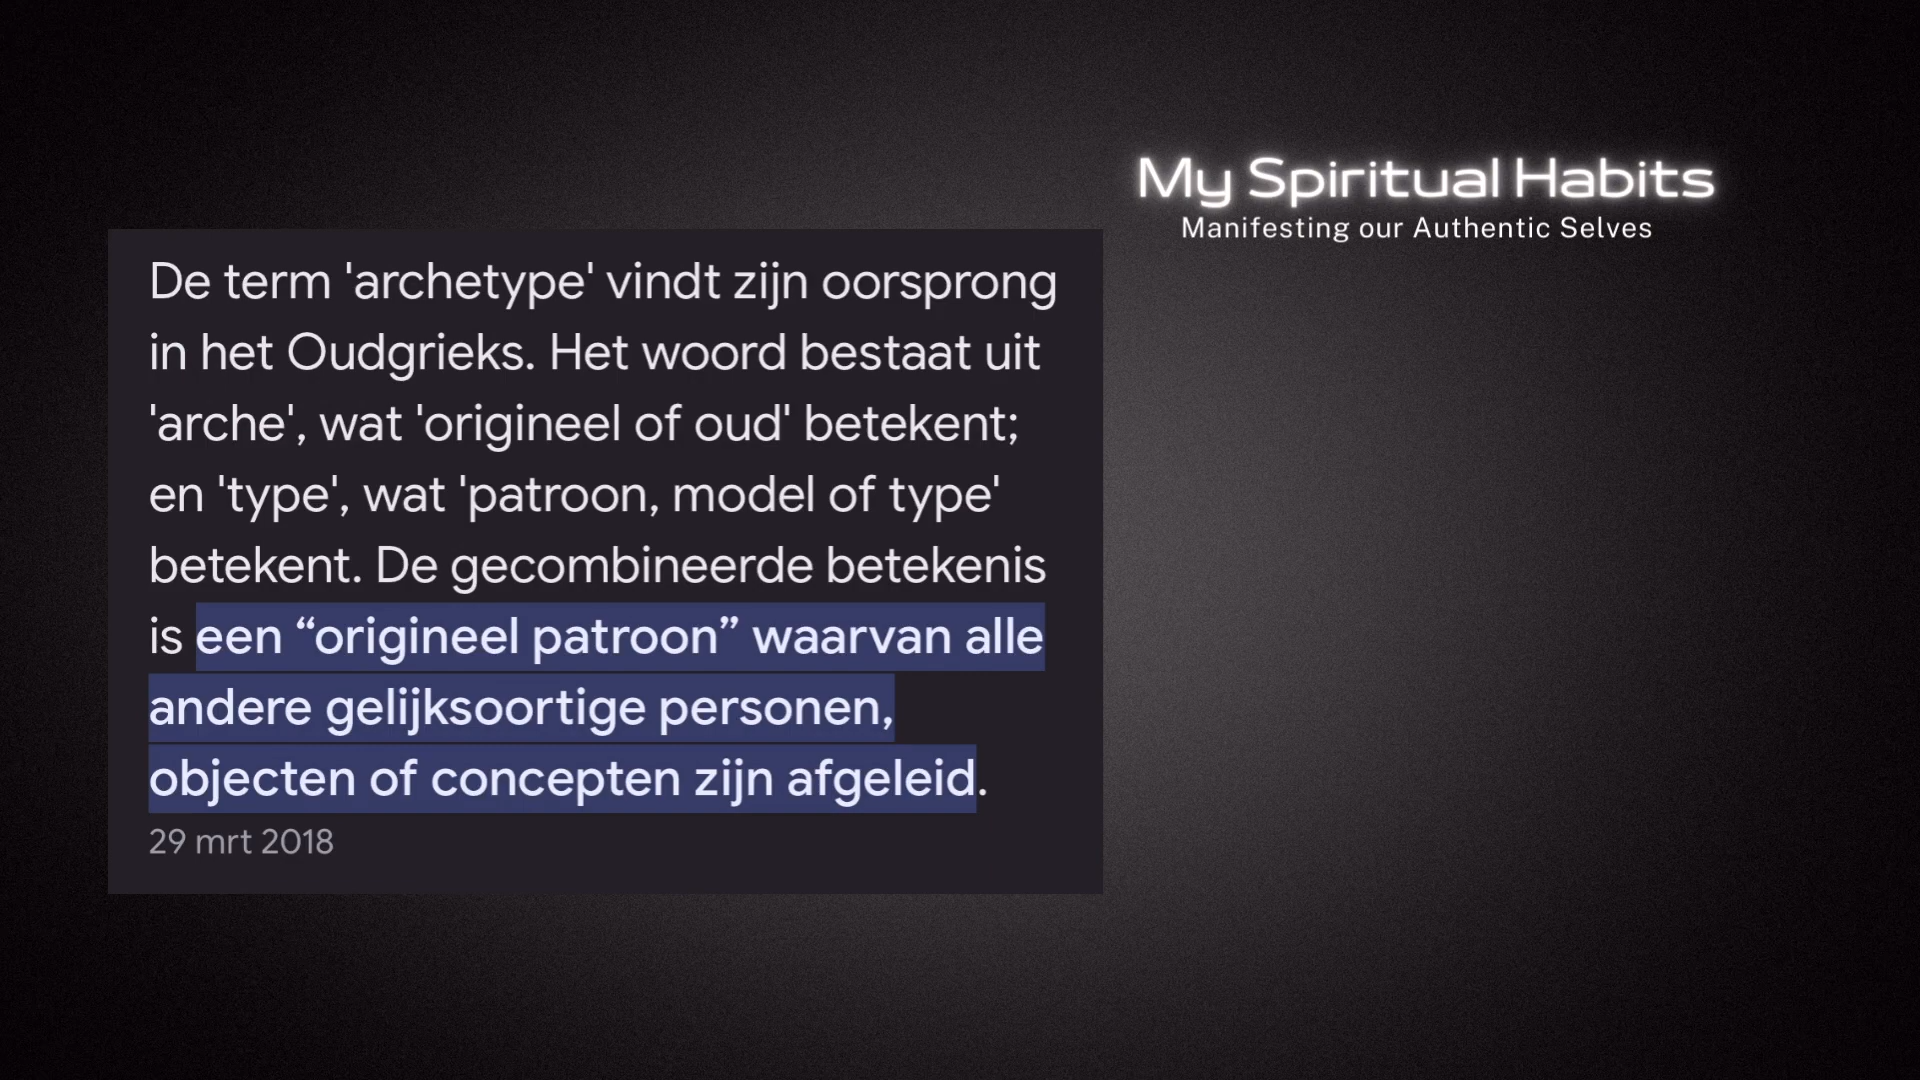 My Spiritual Habits
Manifesting our Authentic Selves
De term 'archetype' vindt zijn oorsprong
in het Oudgrieks. Het woord bestaat uit
'arche', wat 'origineel of oud' betekent;
en 'type', wat 'patroon, model of type'
betekent. De gecombineerde betekenis
is een “origineel patroon” waarvan alle
andere gelijksoortige personen,
objecten of concepten zijn afgeleid.
29 mrt 2018